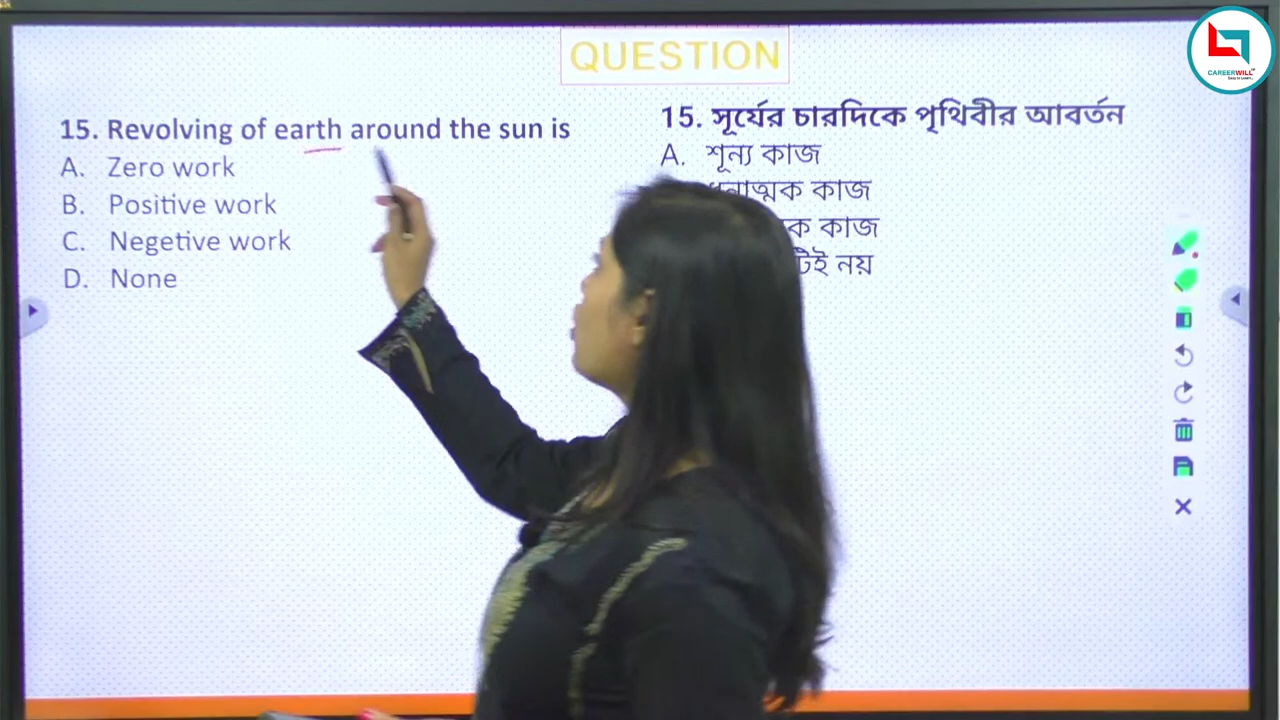 QUESTION
CAREERWILL
15. Revolving of earth around the sun is
A. Zero work
B. Positive work
C. Negetive work
D. None
15. সূর্যের চারদিকে পৃথিবীর আবর্তন
A. শূন্য কাজ
কাজ
কাজ
নয়